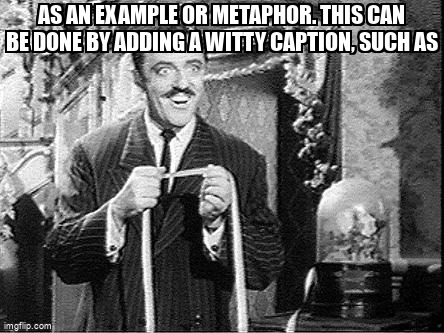 AS AN EXAMPLE OR METAPHOR. THIS CAN
BE DONE BY ADDING A WITTY CAPTION, SUCH AS
imgflip.com